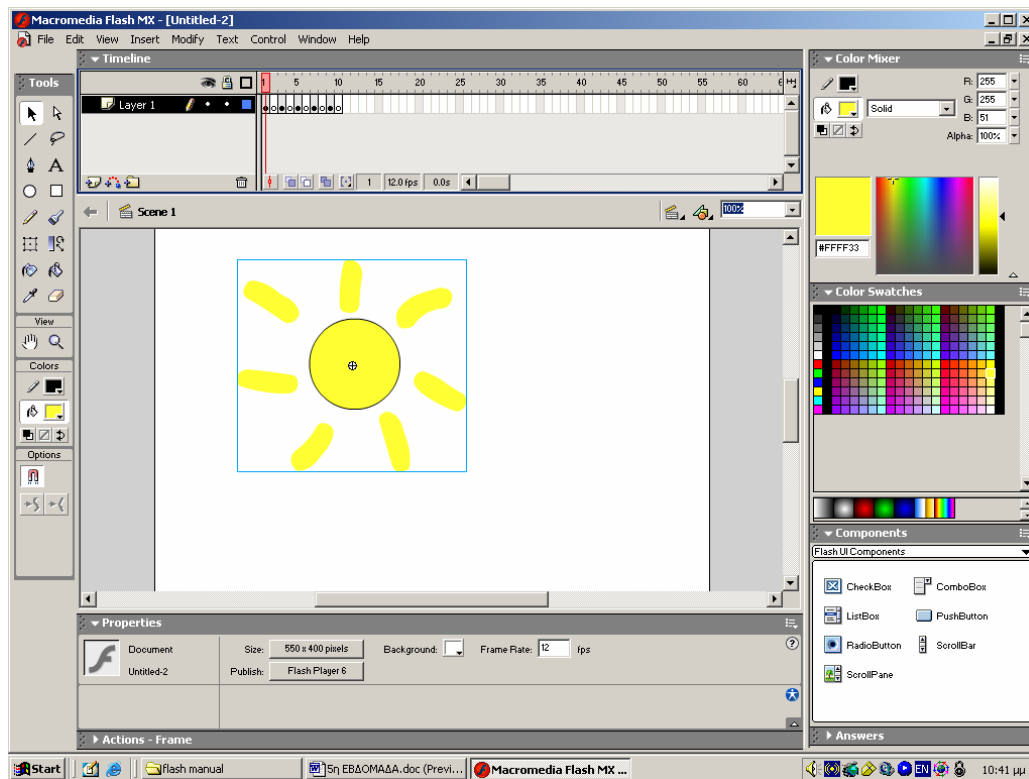 Macromedia Flash MX - [Untitled-2]
File Edit View Insert Modify Text Control Window Help
Timeline
1 5 10 15 20 25 30 35 40 45 50 55 60 6
Layer 1
1 12.0 fps 0.0s
Tools
View
Colors
Options
Scene 1
100%
Properties
Document
Untitled-2
Size: 550 x 400 pixels
Background:
Frame Rate: 12 fps
Publish: Flash Player 6
Actions - Frame
Color Mixer
R: 255
Solid
G: 255
B: 51
Alpha: 100%
#FFFF33
Color Swatches
Components
Flash UI Components
CheckBox ComboBox
ListBox PushButton
RadioButton ScrollBar
ScrollPane
Answers
Start flash manual 5η ΕΒΔΟΜΑΔΑ.doc (Previ... Macromedia Flash MX ... EN 10:41 μμ